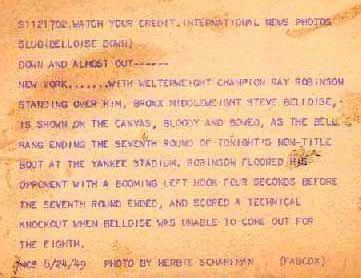 S1121702.WATCH YOUR CREDIT.INTERNATIONAL NEWS PHOTOS
SLUG(BELLOISE DOWN)
DOWN AND ALMOST OUT------
NEW YORK.......WITH WELTERWEIGHT CHAMPION RAY ROBINSON
STANDING OVER HIM, BRONX MIDDLEWEIGHT STEVE BELLOISE,
IS SHOWN ON THE CANVAS, BLOODY AND BOWED, AS THE BELL
RANG ENDING THE SEVENTH ROUND OF TONIGHT'S NON-TITLE
BOUT AT THE YANKEE STADIUM. ROBINSON FLOORED HIS
OPPONENT WITH A BOOMING LEFT HOOK FOUR SECONDS BEFORE
THE SEVENTH ROUND ENDED, AND SCORED A TECHNICAL
KNOCKOUT WHEN BELLOISE WAS UNABLE TO COME OUT FOR
THE EIGHTH.
8/24/49 PHOTO BY HERBIE SCHARFMAN (FABCDX)